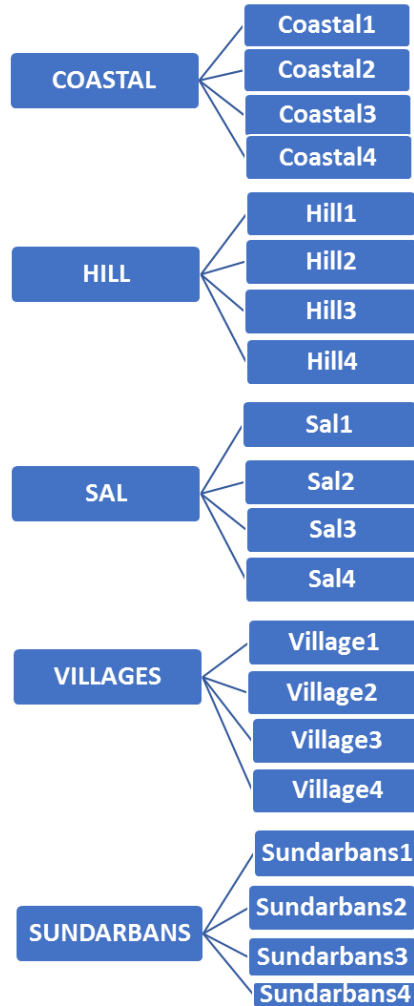 COASTAL
Coastal1
Coastal2
Coastal3
Coastal4
HILL
Hill1
Hill2
Hill3
Hill4
SAL
Sal1
Sal2
Sal3
Sal4
VILLAGES
Village1
Village2
Village3
Village4
SUNDARBANS
Sundarbans1
Sundarbans2
Sundarbans3
Sundarbans4